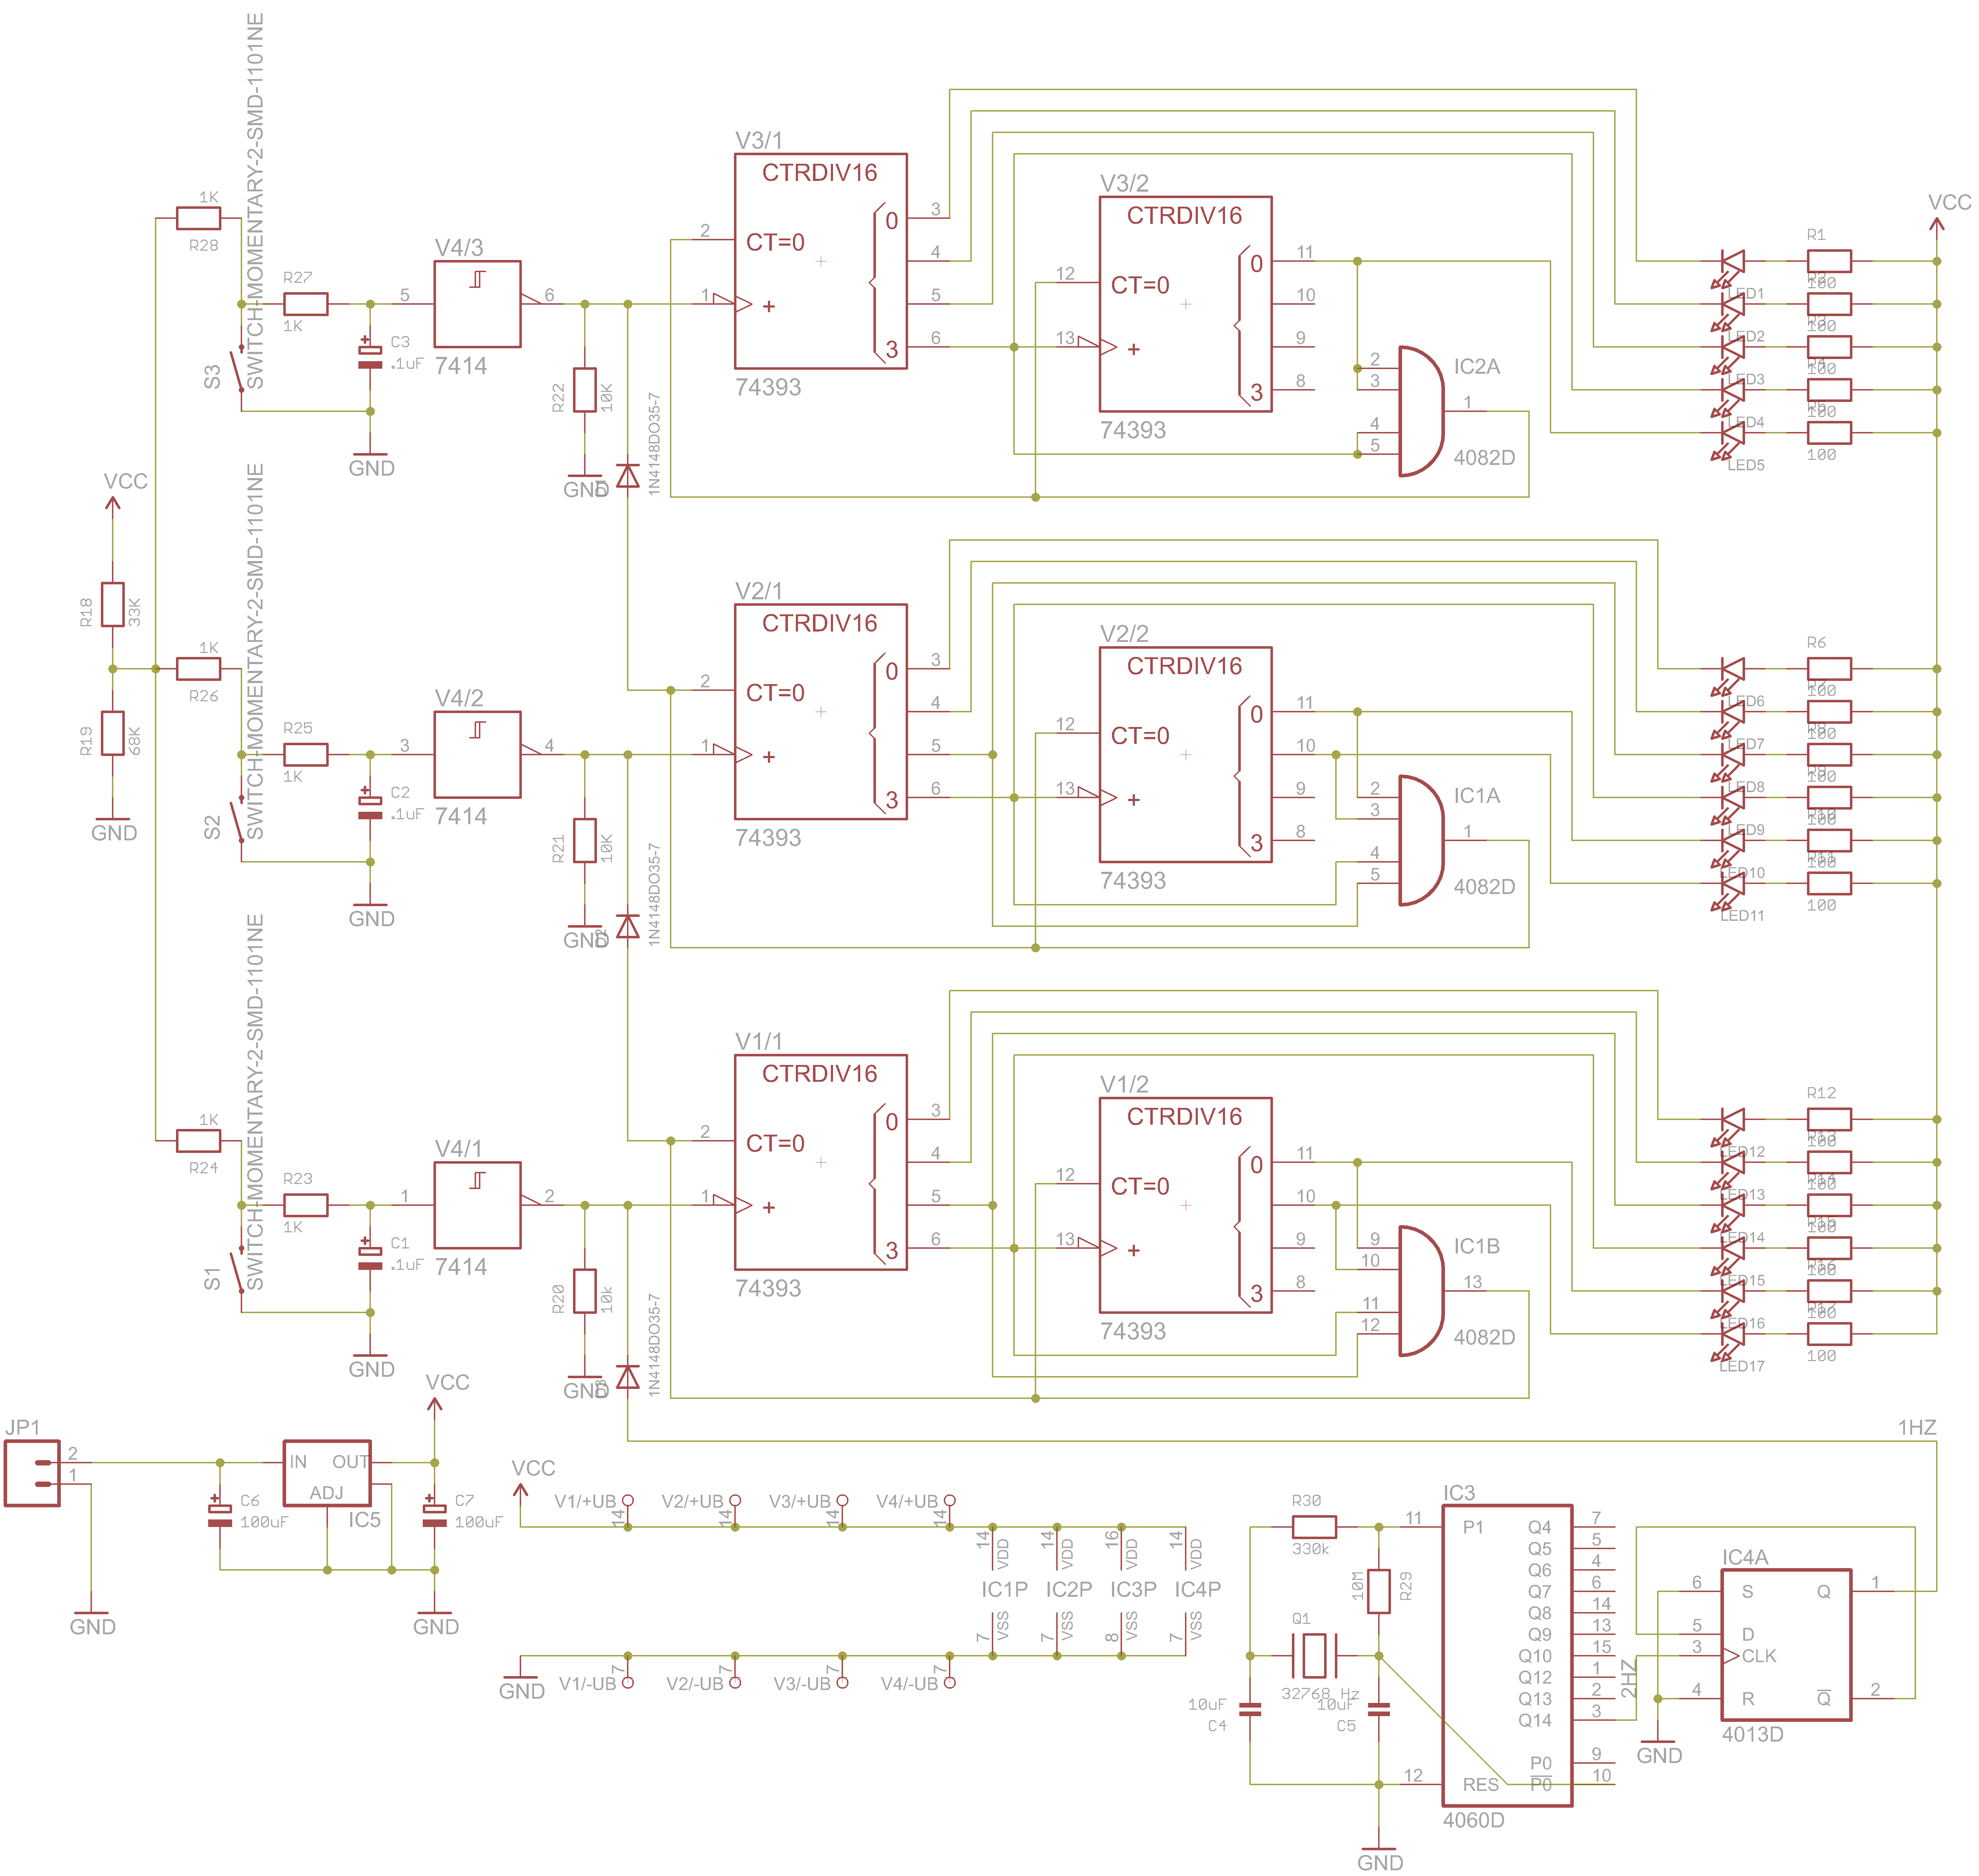 SWITCH-MOMENTARY-2-SMD-1101NE
S3
1K
R28
R27
1K
C3
.1uF
GND
V4/3
5
6
7414
R22
10K
GND
1N4148DO35-7
V3/1
CTRDIV16
CT=0
2
1
+
0
3
3
4
5
6
74393
V3/2
CTRDIV16
CT=0
12
13
+
0
3
11
10
9
8
74393
IC2A
2
3
4
5
1
4082D
VCC
R1
100
LED1
100
LED2
100
LED3
100
LED4
100
LED5
VCC
R18
33K
R19
68K
GND
SWITCH-MOMENTARY-2-SMD-1101NE
S2
1K
R26
R25
1K
C2
.1uF
GND
V4/2
3
4
7414
R21
10K
GND
1N4148DO35-7
V2/1
CTRDIV16
CT=0
2
1
+
0
3
3
4
5
6
74393
V2/2
CTRDIV16
CT=0
12
13
+
0
3
11
10
9
8
74393
IC1A
2
3
4
5
1
4082D
R6
100
LED6
100
LED7
100
LED8
100
LED9
100
LED10
100
LED11
SWITCH-MOMENTARY-2-SMD-1101NE
S1
1K
R24
R23
1K
C1
.1uF
GND
V4/1
1
2
7414
R20
10k
GND
1N4148DO35-7
V1/1
CTRDIV16
CT=0
2
1
+
0
3
3
4
5
6
74393
V1/2
CTRDIV16
CT=0
12
13
+
0
3
11
10
9
8
74393
IC1B
9
10
11
12
13
4082D
R12
100
LED12
100
LED13
100
LED14
100
LED15
100
LED16
100
LED17
JP1
2
1
GND
C6
100uF
IN
OUT
ADJ
IC5
VCC
C7
100uF
GND
VCC
V1/+UB
14
V2/+UB
14
V3/+UB
14
V4/+UB
14
14
VDD
14
VDD
16
VDD
14
VDD
IC1P
IC2P
IC3P
IC4P
7
VSS
7
VSS
8
VSS
7
VSS
GND
V1/-UB
7
V2/-UB
7
V3/-UB
7
V4/-UB
7
1HZ
R30
330k
10M
R29
Q1
32768 Hz
10uF
C4
10uF
C5
GND
IC3
11
P1
12
RES
Q4
7
Q5
5
Q6
4
Q7
6
Q8
14
Q9
13
Q10
15
Q12
1
Q13
2
Q14
3
P0
9
P0
10
4060D
2HZ
IC4A
6
S
5
D
3
CLK
4
R
Q
1
Q
2
4013D
GND